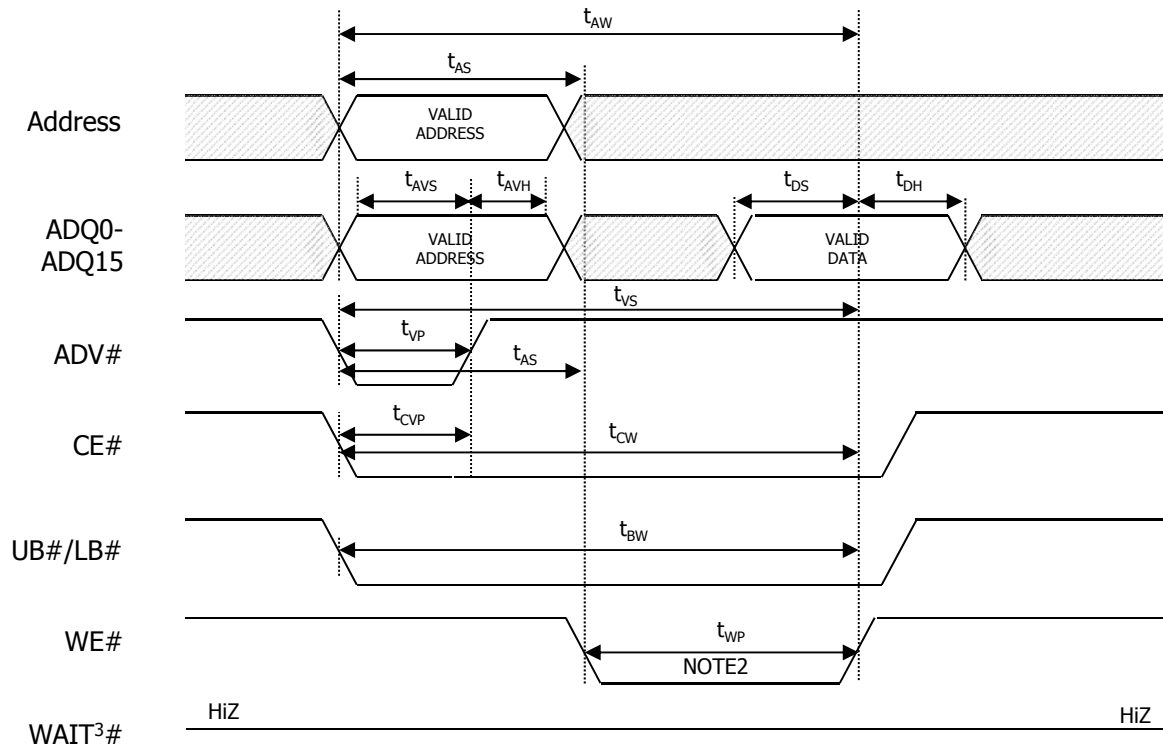 tAW
tAS
Address
VALID
ADDRESS
tAVS
tAVH
tDS
tDH
ADQ0-
ADQ15
VALID
ADDRESS
VALID
DATA
tVS
ADV#
tVP
tAS
CE#
tCVP
tCW
UB#/LB#
tBW
WE#
tWP
NOTE2
WAIT3#
HiZ
HiZ